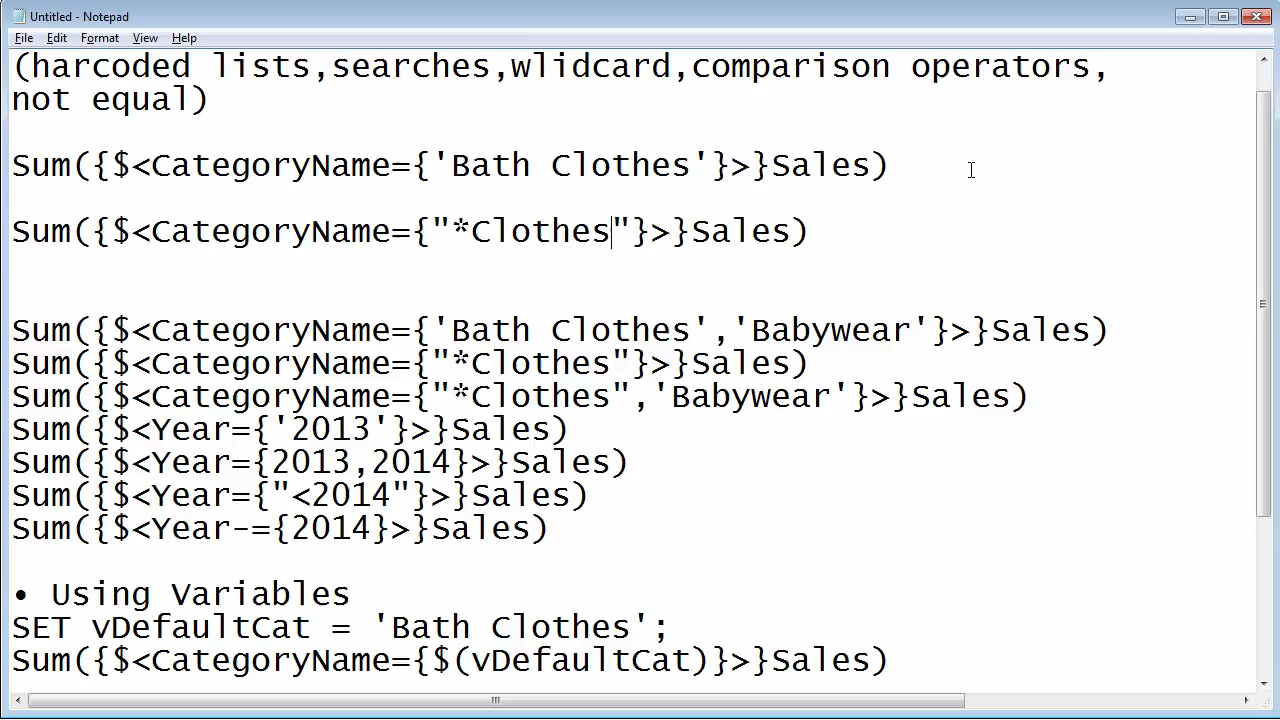 Untitled - Notepad
File Edit Format View Help
(harcoded lists,searches,wlidcard,comparison operators,
not equal)
Sum({$<CategoryName={'Bath Clothes'}>}Sales)
Sum({$<CategoryName={"*Clothes"}>}Sales)
Sum({$<CategoryName={'Bath Clothes','Babywear'}>}Sales)
Sum({$<CategoryName={"*Clothes"}>}Sales)
Sum({$<CategoryName={"*Clothes",'Babywear'}>}Sales)
Sum({$<Year={'2013'}>}Sales)
Sum({$<Year={2013,2014}>}Sales)
Sum({$<Year={"<2014"}>}Sales)
Sum({$<Year-={2014}>}Sales)
• Using Variables
SET vDefaultCat = 'Bath Clothes';
Sum({$<CategoryName={$(vDefaultCat)}>}Sales)